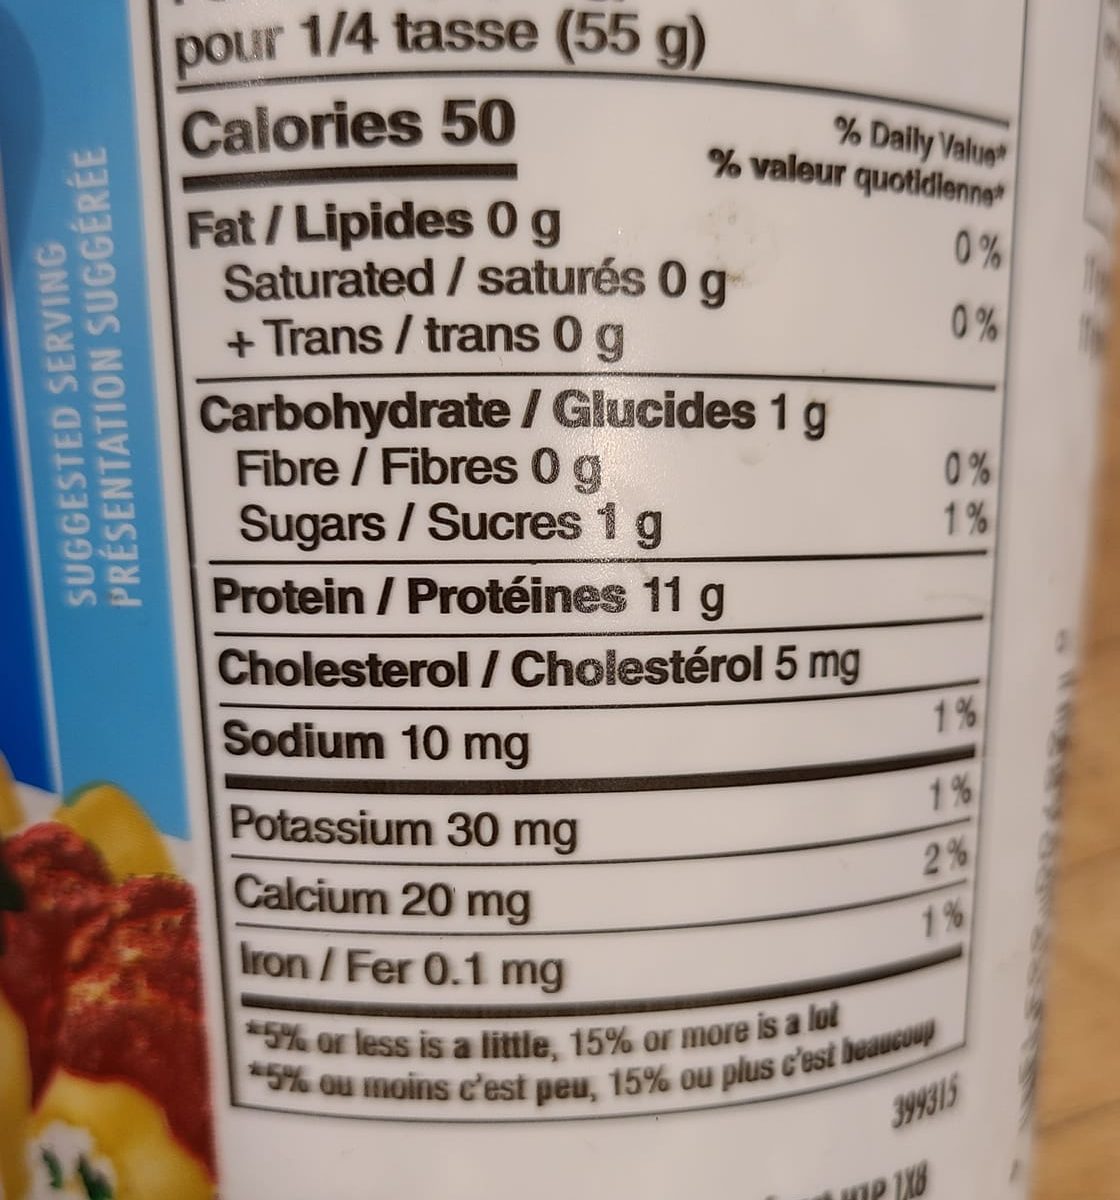 pour 1/4 tasse (55 g)
Calories 50
% Daily Value*
% valeur quotidienne*
Fat / Lipides 0 g 0 %
Saturated / saturés 0 g
+ Trans / trans 0 g 0 %
Carbohydrate / Glucides 1 g
Fibre / Fibres 0 g 0 %
Sugars / Sucres 1 g 1 %
Protein / Protéines 11 g
Cholesterol / Cholestérol 5 mg
Sodium 10 mg 1 %
Potassium 30 mg 1 %
Calcium 20 mg 2 %
Iron / Fer 0.1 mg 1 %
*5% or less is a little, 15% or more is a lot
*5% ou moins c'est peu, 15% ou plus c'est beaucoup
399315
1X8
SUGGESTED SERVING
PRÉSENTATION SUGGÉRÉE